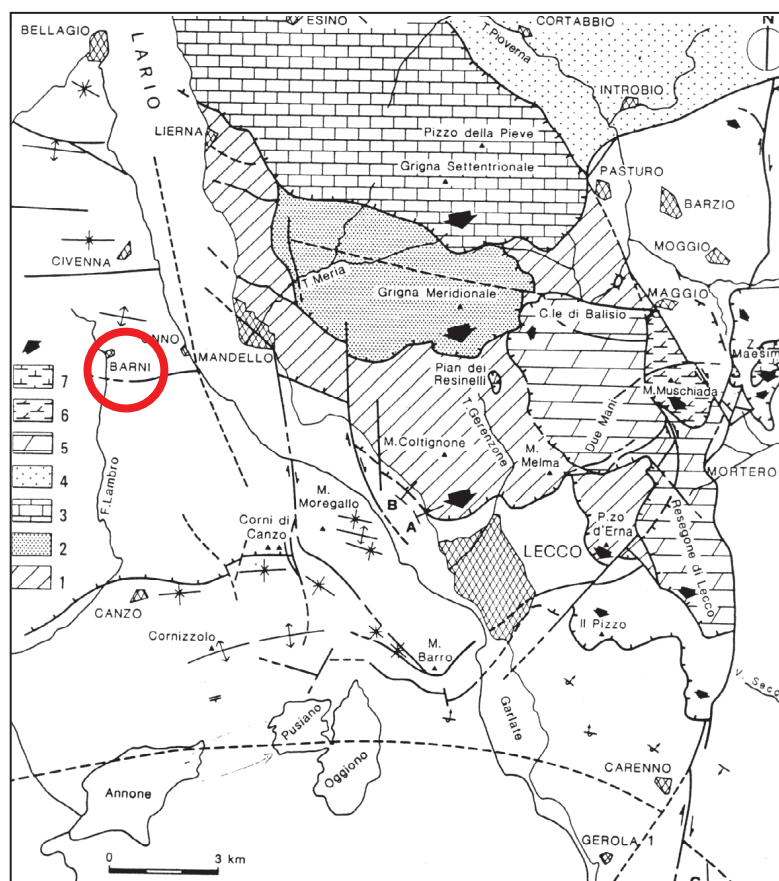 BELLAGIO
LARIO
ESINO
CORTABBIO
N
T. Pioverna
INTROBIO
LIERNA
Pizzo della Pieve
Grigna Settentrionale
PASTURO
BARZIO
MOGGIO
CIVENNA
T. Meria
Grigna Meridionale
MAGGIO
C.le di Balisio
BARNI
MANDELLO
Z. Maesim
Pian dei
Resinelli
M. Muschiada
7
6
5
4
3
2
1
T. Gerenzone
Due Mani
M. Coltignone
M.
Melma
MORTERO
F. Lambro
M.
Moregallo
B
A
Corni di
Canzo
LECCO
P.zo
d'Erna
Resegone di Lecco
CANZO
Cornizzolo
Il Pizzo
M.
Barro
Garlate
Pusiano
Oggiono
Annone
CARENNO
GEROLA 1
0 3 km